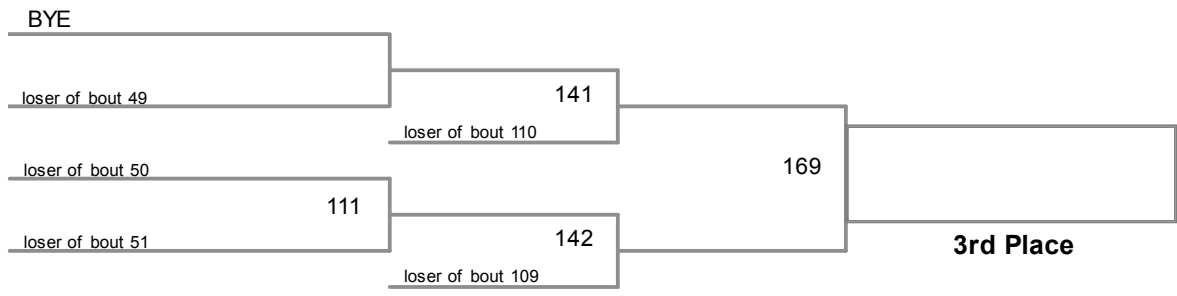 BYE
loser of bout 49
141
loser of bout 110
loser of bout 50
169
111
loser of bout 51
142
3rd Place
loser of bout 109